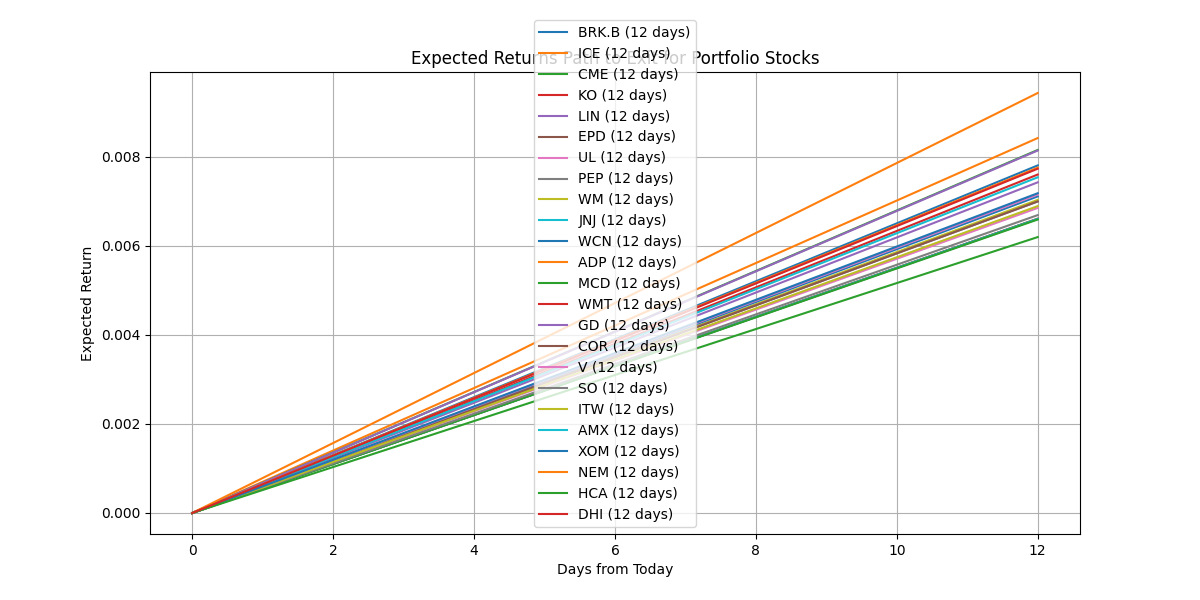 Expected Returns Path to Exit for Portfolio Stocks
BRK.B (12 days)
ICE (12 days)
CME (12 days)
KO (12 days)
LIN (12 days)
EPD (12 days)
UL (12 days)
PEP (12 days)
WM (12 days)
JNJ (12 days)
WCN (12 days)
ADP (12 days)
MCD (12 days)
WMT (12 days)
GD (12 days)
COR (12 days)
V (12 days)
SO (12 days)
ITW (12 days)
AMX (12 days)
XOM (12 days)
NEM (12 days)
HCA (12 days)
DHI (12 days)
Expected Return
0.008
0.006
0.004
0.002
0.000
0 2 4 6 8 10 12
Days from Today